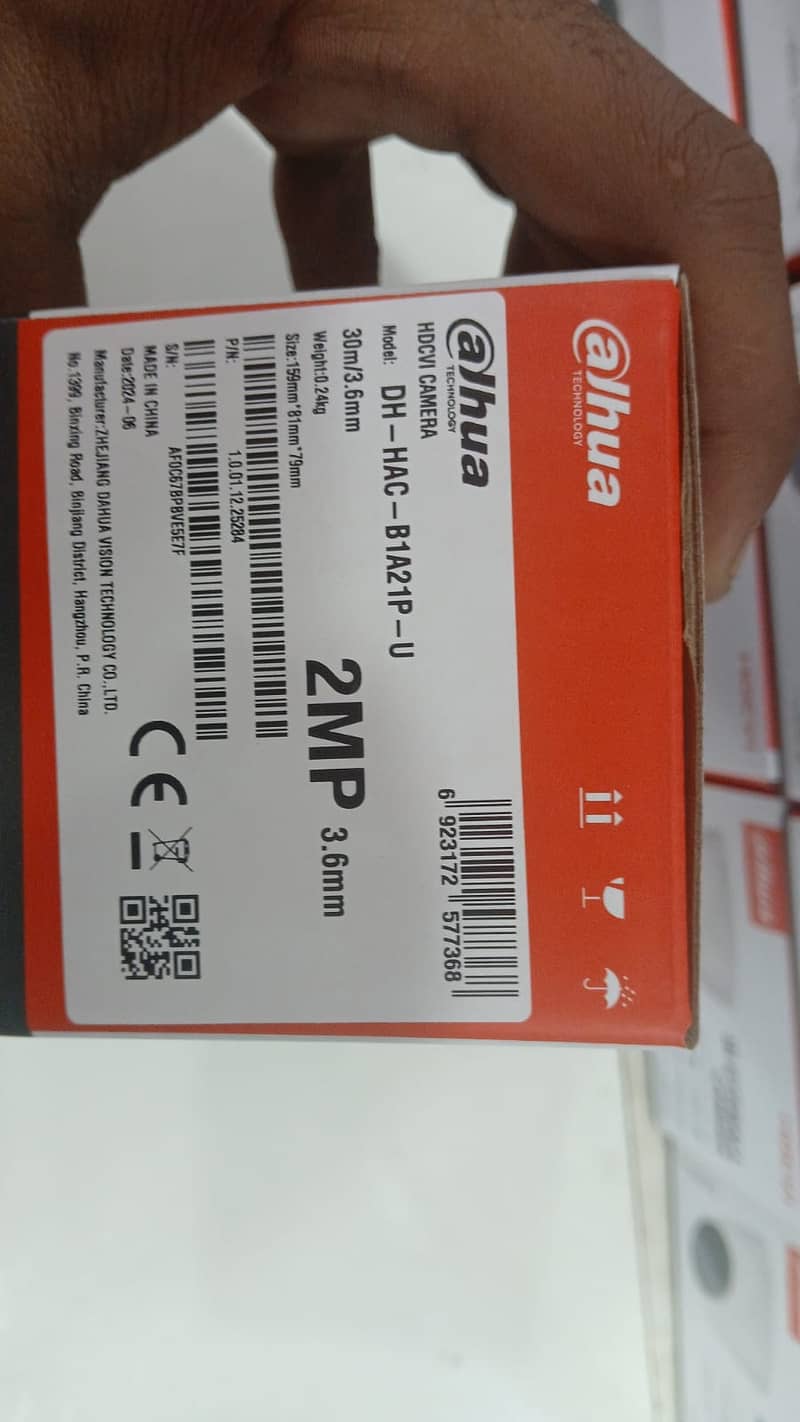 alhua
TECHNOLOGY
alhua
TECHNOLOGY
HDCVI CAMERA
Model: DH-HAC-B1A21P-U
6 923172 577368
30m/3.6mm
2MP 3.6mm
Weight:0.24kg
Size:159mm*81mm*79mm
P/N:
1.0.01.12.25284
S/N:
AF0C67BPBVE5E7F
MADE IN CHINA
Date:2024-06
Manufacturer:ZHEJIANG DAHUA VISION TECHNOLOGY CO.,LTD.
No.1399, Binxing Road, Binjiang District, Hangzhou, P.R. China
CE